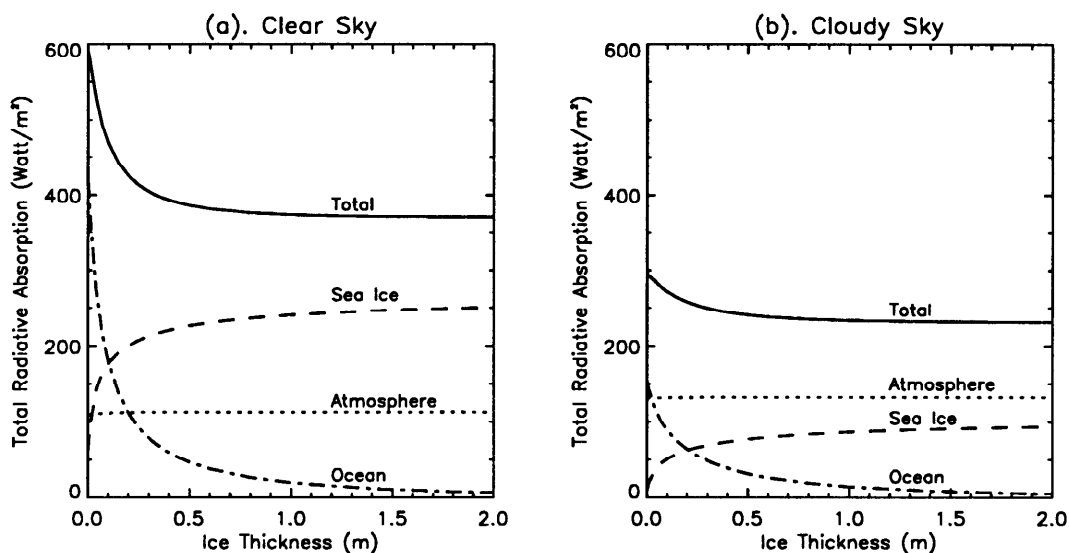 (a). Clear Sky
600
400
200
0
Total Radiative Absorption (Watt/m²)
Total
Sea Ice
Atmosphere
Ocean
0.0 0.5 1.0 1.5 2.0
Ice Thickness (m)
(b). Cloudy Sky
600
400
200
0
Total Radiative Absorption (Watt/m²)
Total
Atmosphere
Sea Ice
Ocean
0.0 0.5 1.0 1.5 2.0
Ice Thickness (m)